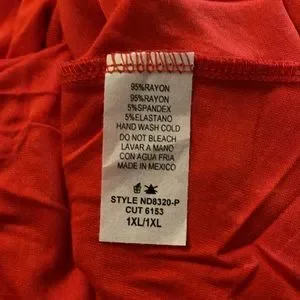 95%RAYON
95%RAYON
5%SPANDEX
5%ELASTANO
HAND WASH COLD
DO NOT BLEACH
LAVAR A MANO
CON AGUA FRIA
MADE IN MEXICO
STYLE ND8320-P
CUT 6153
1XL/1XL